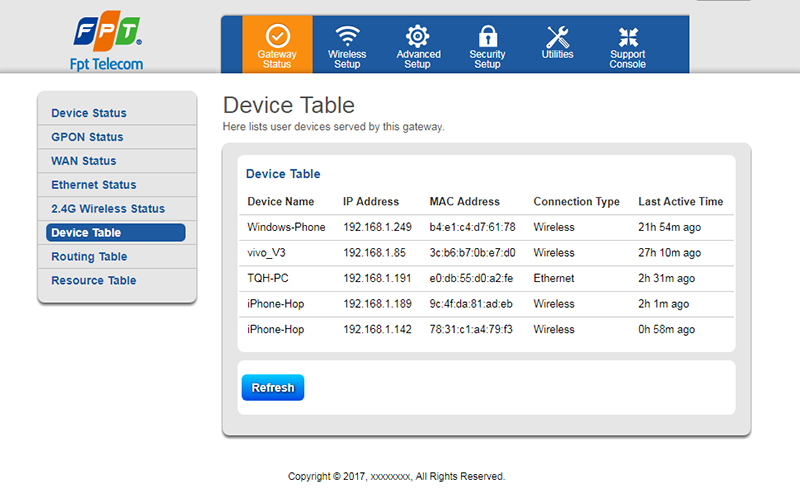 FPT
Fpt Telecom
Gateway
Status
Wireless
Setup
Advanced
Setup
Security
Setup
Utilities
Support
Console
Device Status
GPON Status
WAN Status
Ethernet Status
2.4G Wireless Status
Device Table
Routing Table
Resource Table
Device Table
Here lists user devices served by this gateway.
Device Table
Device Name IP Address MAC Address Connection Type Last Active Time
Windows-Phone 192.168.1.249 b4:e1:c4:d7:61:78 Wireless 21h 54m ago
vivo_V3 192.168.1.85 3c:b6:b7:0b:e7:d0 Wireless 27h 10m ago
TQH-PC 192.168.1.191 e0:db:55:d0:a2:fe Ethernet 2h 31m ago
iPhone-Hop 192.168.1.189 9c:4f:da:81:ad:eb Wireless 2h 1m ago
iPhone-Hop 192.168.1.142 78:31:c1:a4:79:f3 Wireless 0h 58m ago
Refresh
Copyright © 2017, xxxxxxxx, All Rights Reserved.